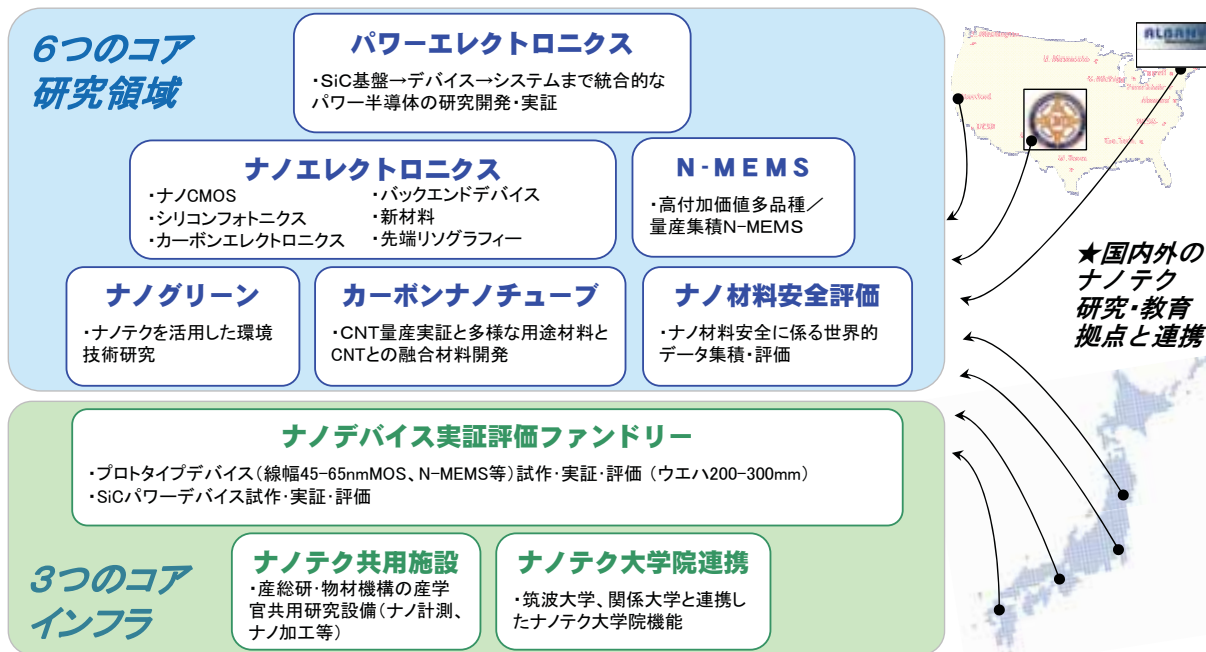 6つのコア
研究領域
パワーエレクトロニクス
・SiC基盤→デバイス→システムまで統合的な
パワー半導体の研究開発・実証
ナノエレクトロニクス
・ナノCMOS
・シリコンフォトニクス
・カーボンエレクトロニクス
・バックエンドデバイス
・新材料
・先端リソグラフィー
N-MEMS
・高付加価値多品種／
量産集積N-MEMS
ナノグリーン
・ナノテクを活用した環境
技術研究
カーボンナノチューブ
・CNT量産実証と多様な用途材料と
CNTとの融合材料開発
ナノ材料安全評価
・ナノ材料安全に係る世界的
データ集積・評価
ALBANY
★国内外の
ナノテク
研究・教育
拠点と連携
ナノデバイス実証評価ファンドリー
・プロトタイプデバイス（線幅45-65nmMOS、N-MEMS等）試作・実証・評価 （ウエハ200-300mm）
・SiCパワーデバイス試作・実証・評価
3つのコア
インフラ
ナノテク共用施設
・産総研・物材機構の産学
官共用研究設備（ナノ計測、
ナノ加工等）
ナノテク大学院連携
・筑波大学、関係大学と連携し
たナノテク大学院機能